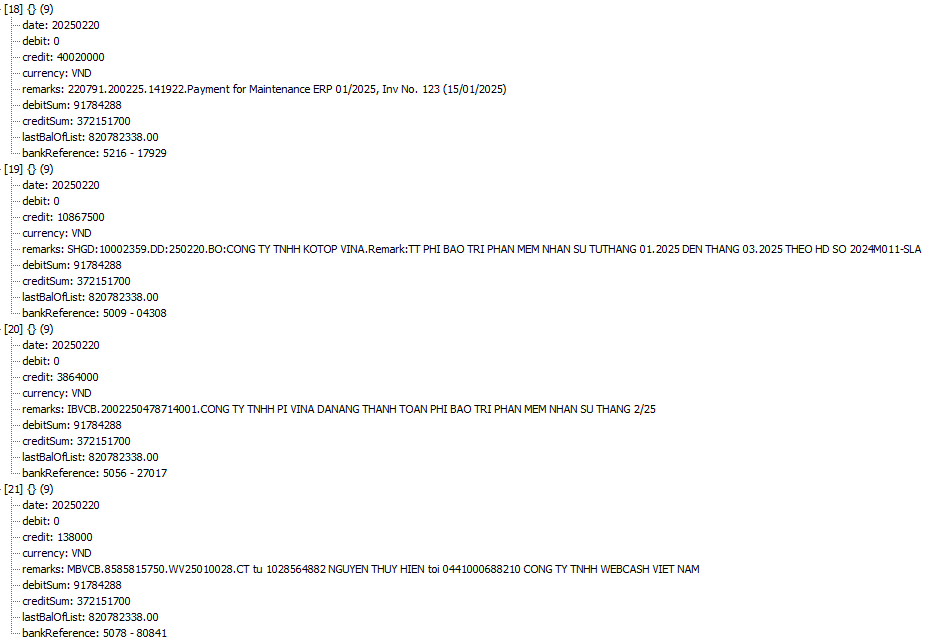 [18] {} (9)
date: 20250220
debit: 0
credit: 40020000
currency: VND
remarks: 220791.200225.141922.Payment for Maintenance ERP 01/2025, Inv No. 123 (15/01/2025)
debitSum: 91784288
creditSum: 372151700
lastBalOfList: 820782338.00
bankReference: 5216 - 17929
[19] {} (9)
date: 20250220
debit: 0
credit: 10867500
currency: VND
remarks: SHGD:10002359.DD:250220.BO:CONG TY TNHH KOTOP VINA.Remark:TT PHI BAO TRI PHAN MEM NHAN SU TUTHANG 01.2025 DEN THANG 03.2025 THEO HD SO 2024M011-SLA
debitSum: 91784288
creditSum: 372151700
lastBalOfList: 820782338.00
bankReference: 5009 - 04308
[20] {} (9)
date: 20250220
debit: 0
credit: 3864000
currency: VND
remarks: IBVCB.2002250478714001.CONG TY TNHH PI VINA DANANG THANH TOAN PHI BAO TRI PHAN MEM NHAN SU THANG 2/25
debitSum: 91784288
creditSum: 372151700
lastBalOfList: 820782338.00
bankReference: 5056 - 27017
[21] {} (9)
date: 20250220
debit: 0
credit: 138000
currency: VND
remarks: MBVCB.8585815750.WV25010028.CT tu 1028564882 NGUYEN THUY HIEN toi 0441000688210 CONG TY TNHH WEBCASH VIET NAM
debitSum: 91784288
creditSum: 372151700
lastBalOfList: 820782338.00
bankReference: 5078 - 80841